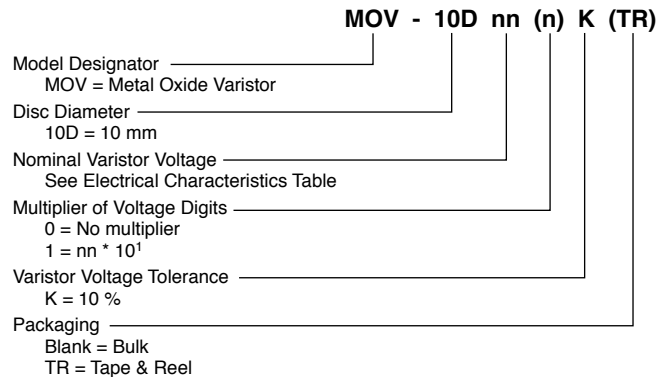 MOV - 10D nn (n) K (TR)
Model Designator
MOV = Metal Oxide Varistor
Disc Diameter
10D = 10 mm
Nominal Varistor Voltage
See Electrical Characteristics Table
Multiplier of Voltage Digits
0 = No multiplier
1 = nn * 10¹
Varistor Voltage Tolerance
K = 10 %
Packaging
Blank = Bulk
TR = Tape & Reel